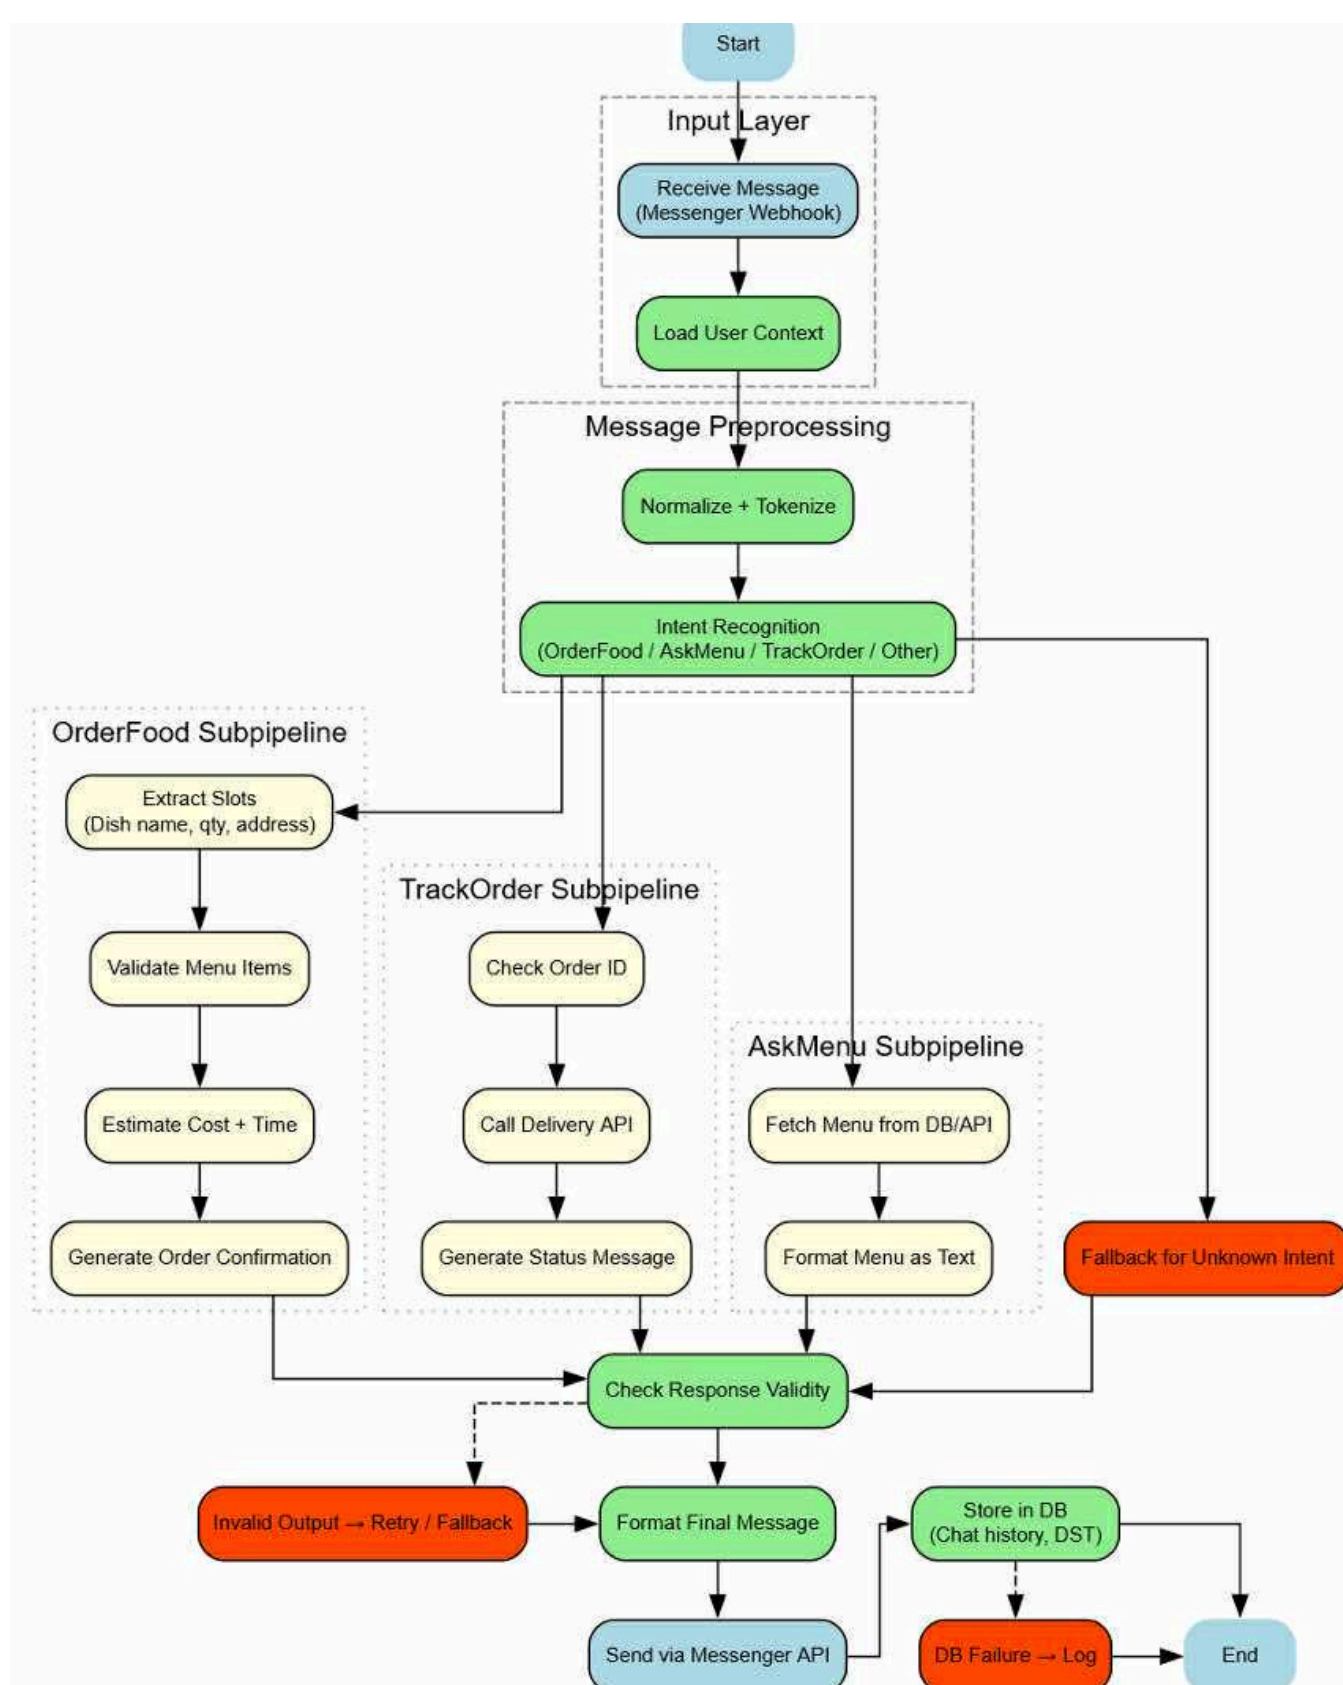 Start
Input Layer
Receive Message
(Messenger Webhook)
Load User Context
Message Preprocessing
Normalize + Tokenize
Intent Recognition
(OrderFood / AskMenu / TrackOrder / Other)
OrderFood Subpipeline
Extract Slots
(Dish name, qty, address)
TrackOrder Subpipeline
Validate Menu Items
Check Order ID
AskMenu Subpipeline
Estimate Cost + Time
Call Delivery API
Fetch Menu from DB/API
Generate Order Confirmation
Generate Status Message
Format Menu as Text
Fallback for Unknown Intent
Check Response Validity
Invalid Output → Retry / Fallback
Format Final Message
Store in DB
(Chat history, DST)
Send via Messenger API
DB Failure → Log
End